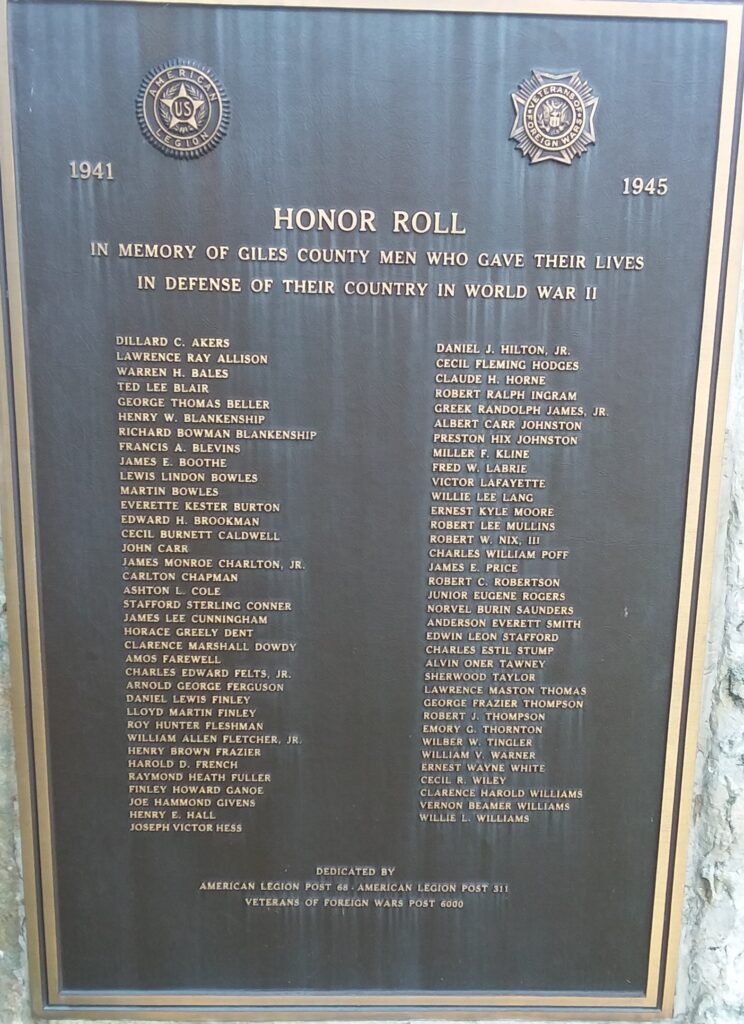 AMERICAN LEGION
US
VETERANS OF FOREIGN WARS
1941
1945
HONOR ROLL
IN MEMORY OF GILES COUNTY MEN WHO GAVE THEIR LIVES
IN DEFENSE OF THEIR COUNTRY IN WORLD WAR II
DILLARD C. AKERS
LAWRENCE RAY ALLISON
WARREN H. BALES
TED LEE BLAIR
GEORGE THOMAS BELLER
HENRY W. BLANKENSHIP
RICHARD BOWMAN BLANKENSHIP
FRANCIS A. BLEVINS
JAMES E. BOOTHE
LEWIS LINDON BOWLES
MARTIN BOWLES
EVERETTE KESTER BURTON
EDWARD H. BROOKMAN
CECIL BURNETT CALDWELL
JOHN CARR
JAMES MONROE CHARLTON, JR.
CARLTON CHAPMAN
ASHTON L. COLE
STAFFORD STERLING CONNER
JAMES LEE CUNNINGHAM
HORACE GREELY DENT
CLARENCE MARSHALL DOWDY
AMOS FAREWELL
CHARLES EDWARD FELTS, JR.
ARNOLD GEORGE FERGUSON
DANIEL LEWIS FINLEY
LLOYD MARTIN FINLEY
ROY HUNTER FLESHMAN
WILLIAM ALLEN FLETCHER, JR.
HENRY BROWN FRAZIER
HAROLD D. FRENCH
RAYMOND HEATH FULLER
FINLEY HOWARD GANOE
JOE HAMMOND GIVENS
HENRY E. HALL
JOSEPH VICTOR HESS
DANIEL J. HILTON, JR.
CECIL FLEMING HODGES
CLAUDE H. HORNE
ROBERT RALPH INGRAM
GREEK RANDOLPH JAMES, JR.
ALBERT CARR JOHNSTON
PRESTON HIX JOHNSTON
MILLER F. KLINE
FRED W. LABRIE
VICTOR LAFAYETTE
WILLIE LEE LANG
ERNEST KYLE MOORE
ROBERT LEE MULLINS
ROBERT W. NIX, III
CHARLES WILLIAM POFF
JAMES E. PRICE
ROBERT C. ROBERTSON
JUNIOR EUGENE ROGERS
NORVEL BURIN SAUNDERS
ANDERSON EVERETT SMITH
EDWIN LEON STAFFORD
CHARLES ESTIL STUMP
ALVIN ONER TAWNEY
SHERWOOD TAYLOR
LAWRENCE MASTON THOMAS
GEORGE FRAZIER THOMPSON
ROBERT J. THOMPSON
EMORY G. THORNTON
WILBER W. TINGLER
WILLIAM V. WARNER
ERNEST WAYNE WHITE
CECIL R. WILEY
CLARENCE HAROLD WILLIAMS
VERNON BEAMER WILLIAMS
WILLIE L. WILLIAMS
DEDICATED BY
AMERICAN LEGION POST 68 · AMERICAN LEGION POST 311
VETERANS OF FOREIGN WARS POST 6000